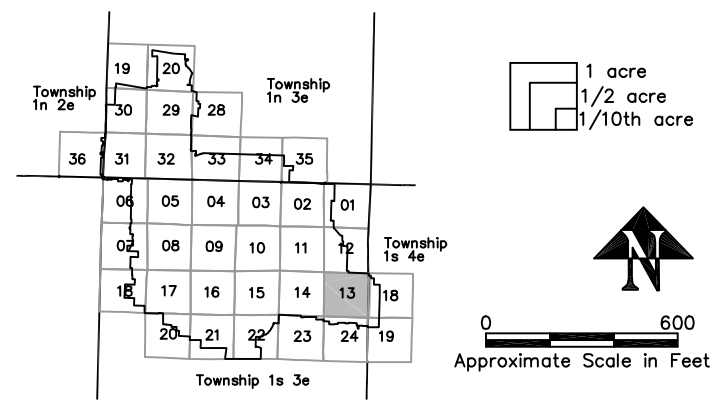 19 20
Township
1n 2e
Township
1n 3e
1 acre
1/2 acre
1/10th acre
30 29 28
36 31 32 33 34 35
06 05 04 03 02 01
07 08 09 10 11 12
Township
1s 4e
N
18 17 16 15 14 13 18
20 21 22 23 24 19
0 600
Approximate Scale in Feet
Township 1s 3e